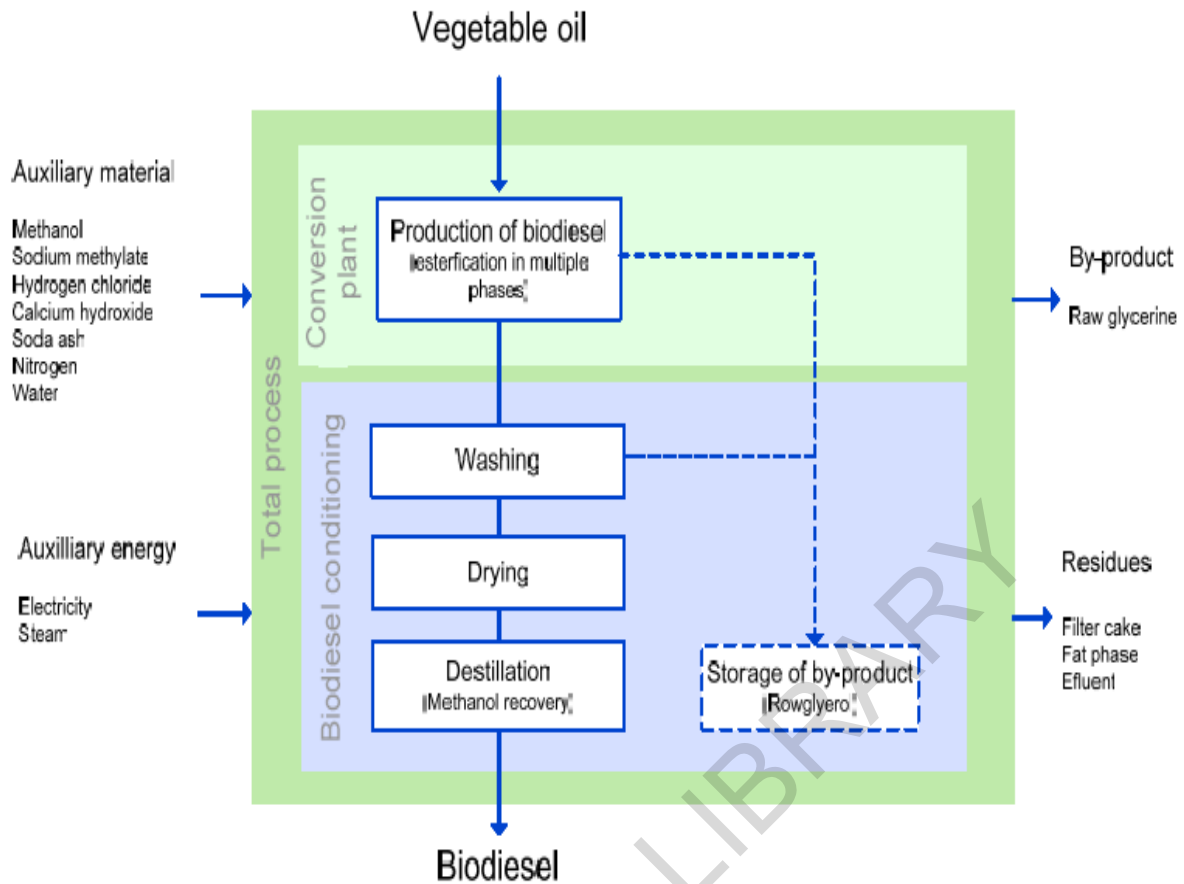 Vegetable oil
Auxiliary material
Methanol
Sodium methylate
Hydrogen chloride
Calcium hydroxide
Soda ash
Nitrogen
Water
Auxilliary energy
Electricity
Steam
Total process
Conversion
plant
Production of biodiesel
[esterfication in multiple
phases]
Biodiesel conditioning
Washing
Drying
Destillation
[Methanol recovery]
Storage of by-product
[Rowglyero]
By-product
Raw glycerine
Residues
Filter cake
Fat phase
Efluent
Biodiesel
LIBRARY